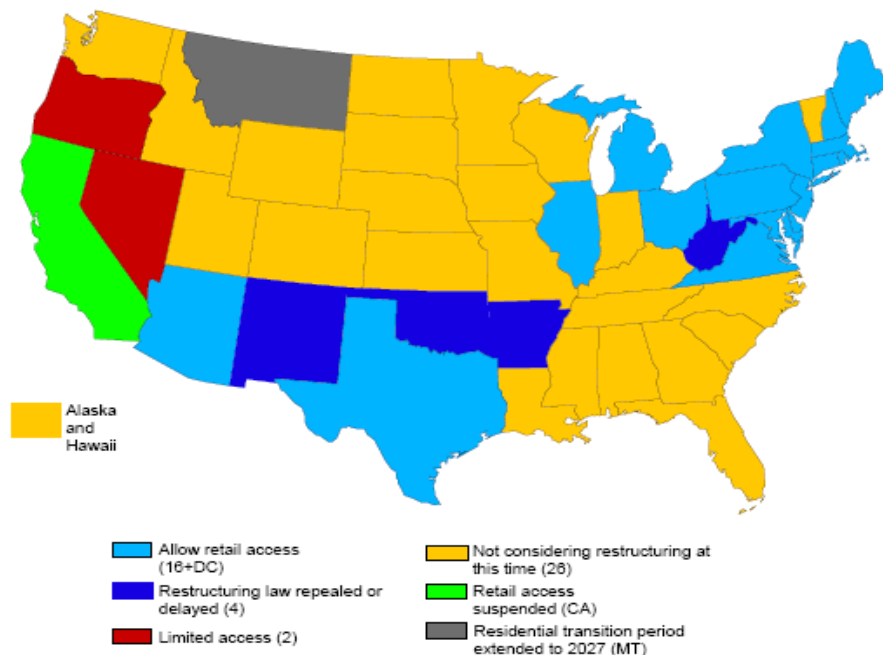 Alaska
and
Hawaii
Allow retail access
(16+DC)
Restructuring law repealed or
delayed (4)
Limited access (2)
Not considering restructuring at
this time (26)
Retail access
suspended (CA)
Residential transition period
extended to 2027 (MT)